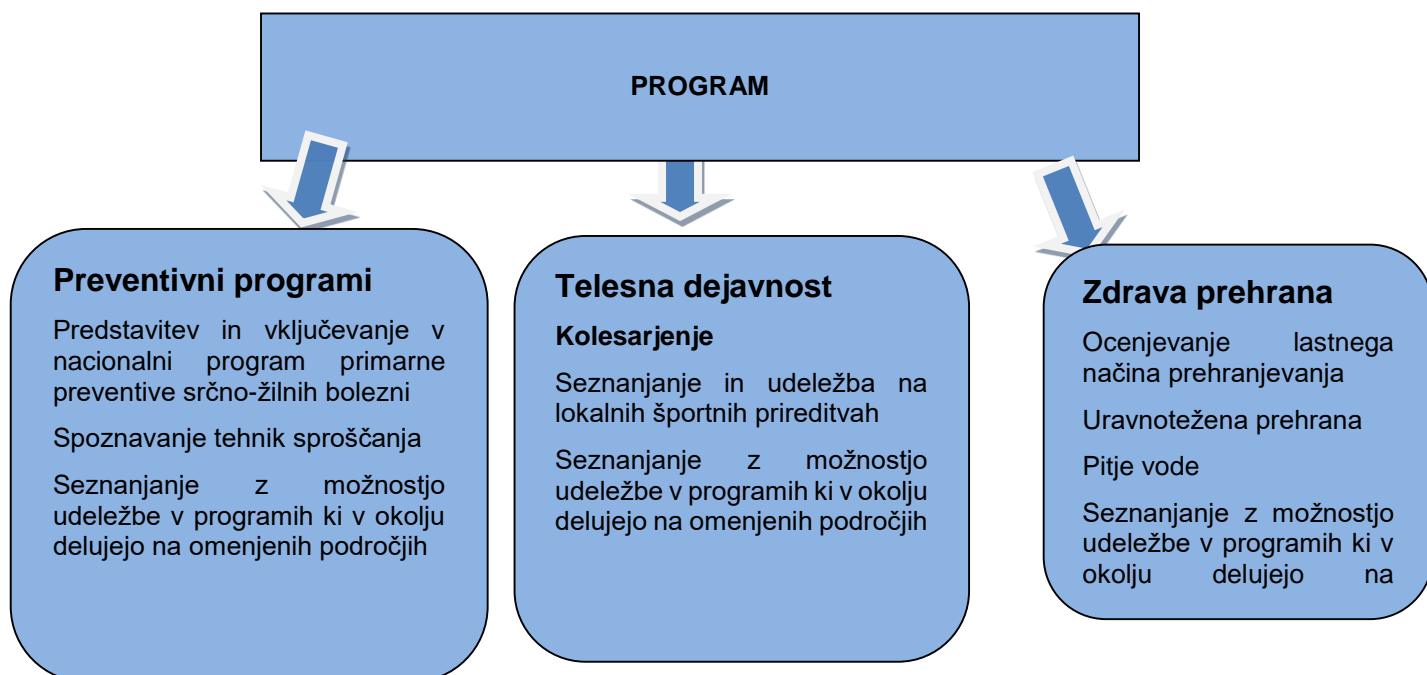 PROGRAM
Preventivni programi
Predstavitev in vključevanje v
nacionalni program primarne
preventive srčno-žilnih bolezni
Spoznavanje tehnik sproščanja
Seznanjanje z možnostjo
udeležbe v programih ki v okolju
delujejo na omenjenih področjih
Telesna dejavnost
Kolesarjenje
Seznanjanje in udeležba na
lokalnih športnih prireditvah
Seznanjanje z možnostjo
udeležbe v programih ki v okolju
delujejo na omenjenih področjih
Zdrava prehrana
Ocenjevanje lastnega
načina prehranjevanja
Uravnotežena prehrana
Pitje vode
Seznanjanje z možnostjo
udeležbe v programih ki v
okolju delujejo na